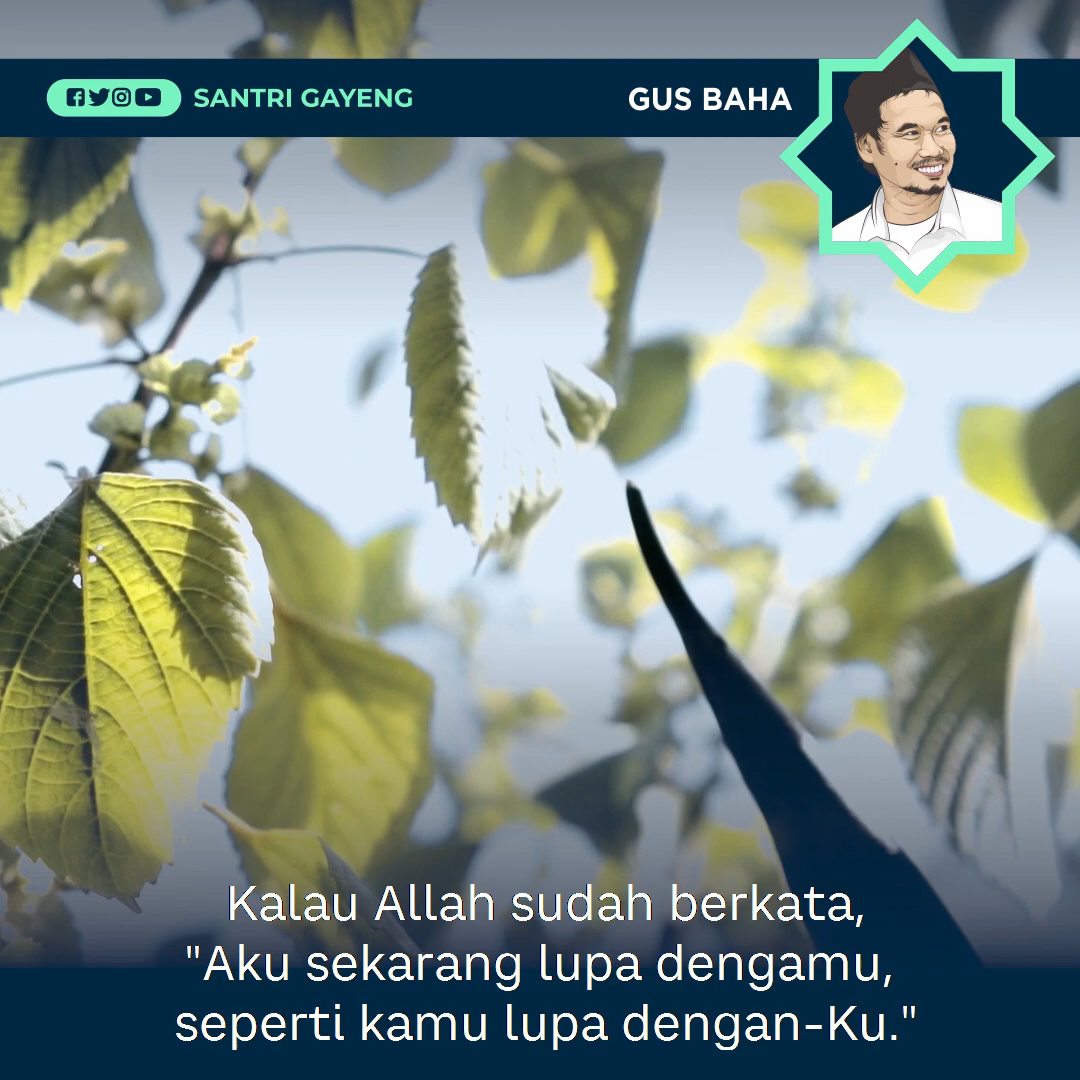 SANTRI GAYENG
GUS BAHA
Kalau Allah sudah berkata,
"Aku sekarang lupa dengamu,
seperti kamu lupa dengan-Ku."